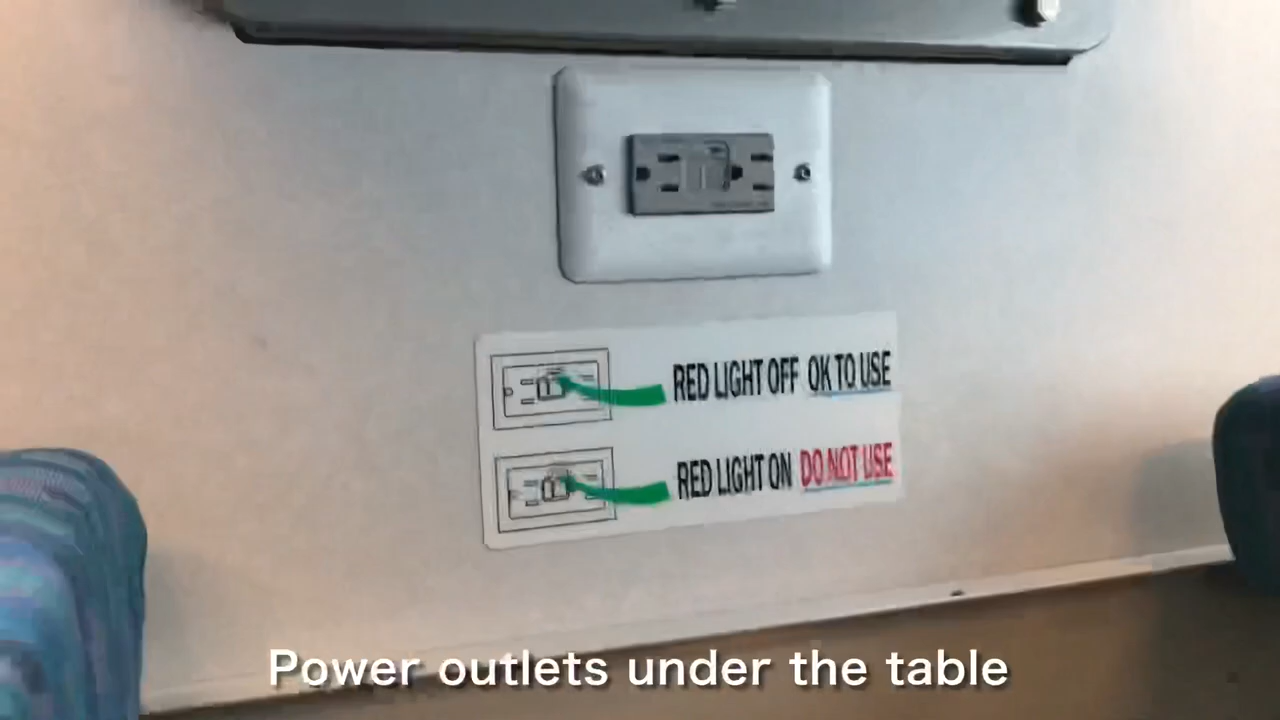 RED LIGHT OFF OK TO USE
RED LIGHT ON DO NOT USE
Power outlets under the table